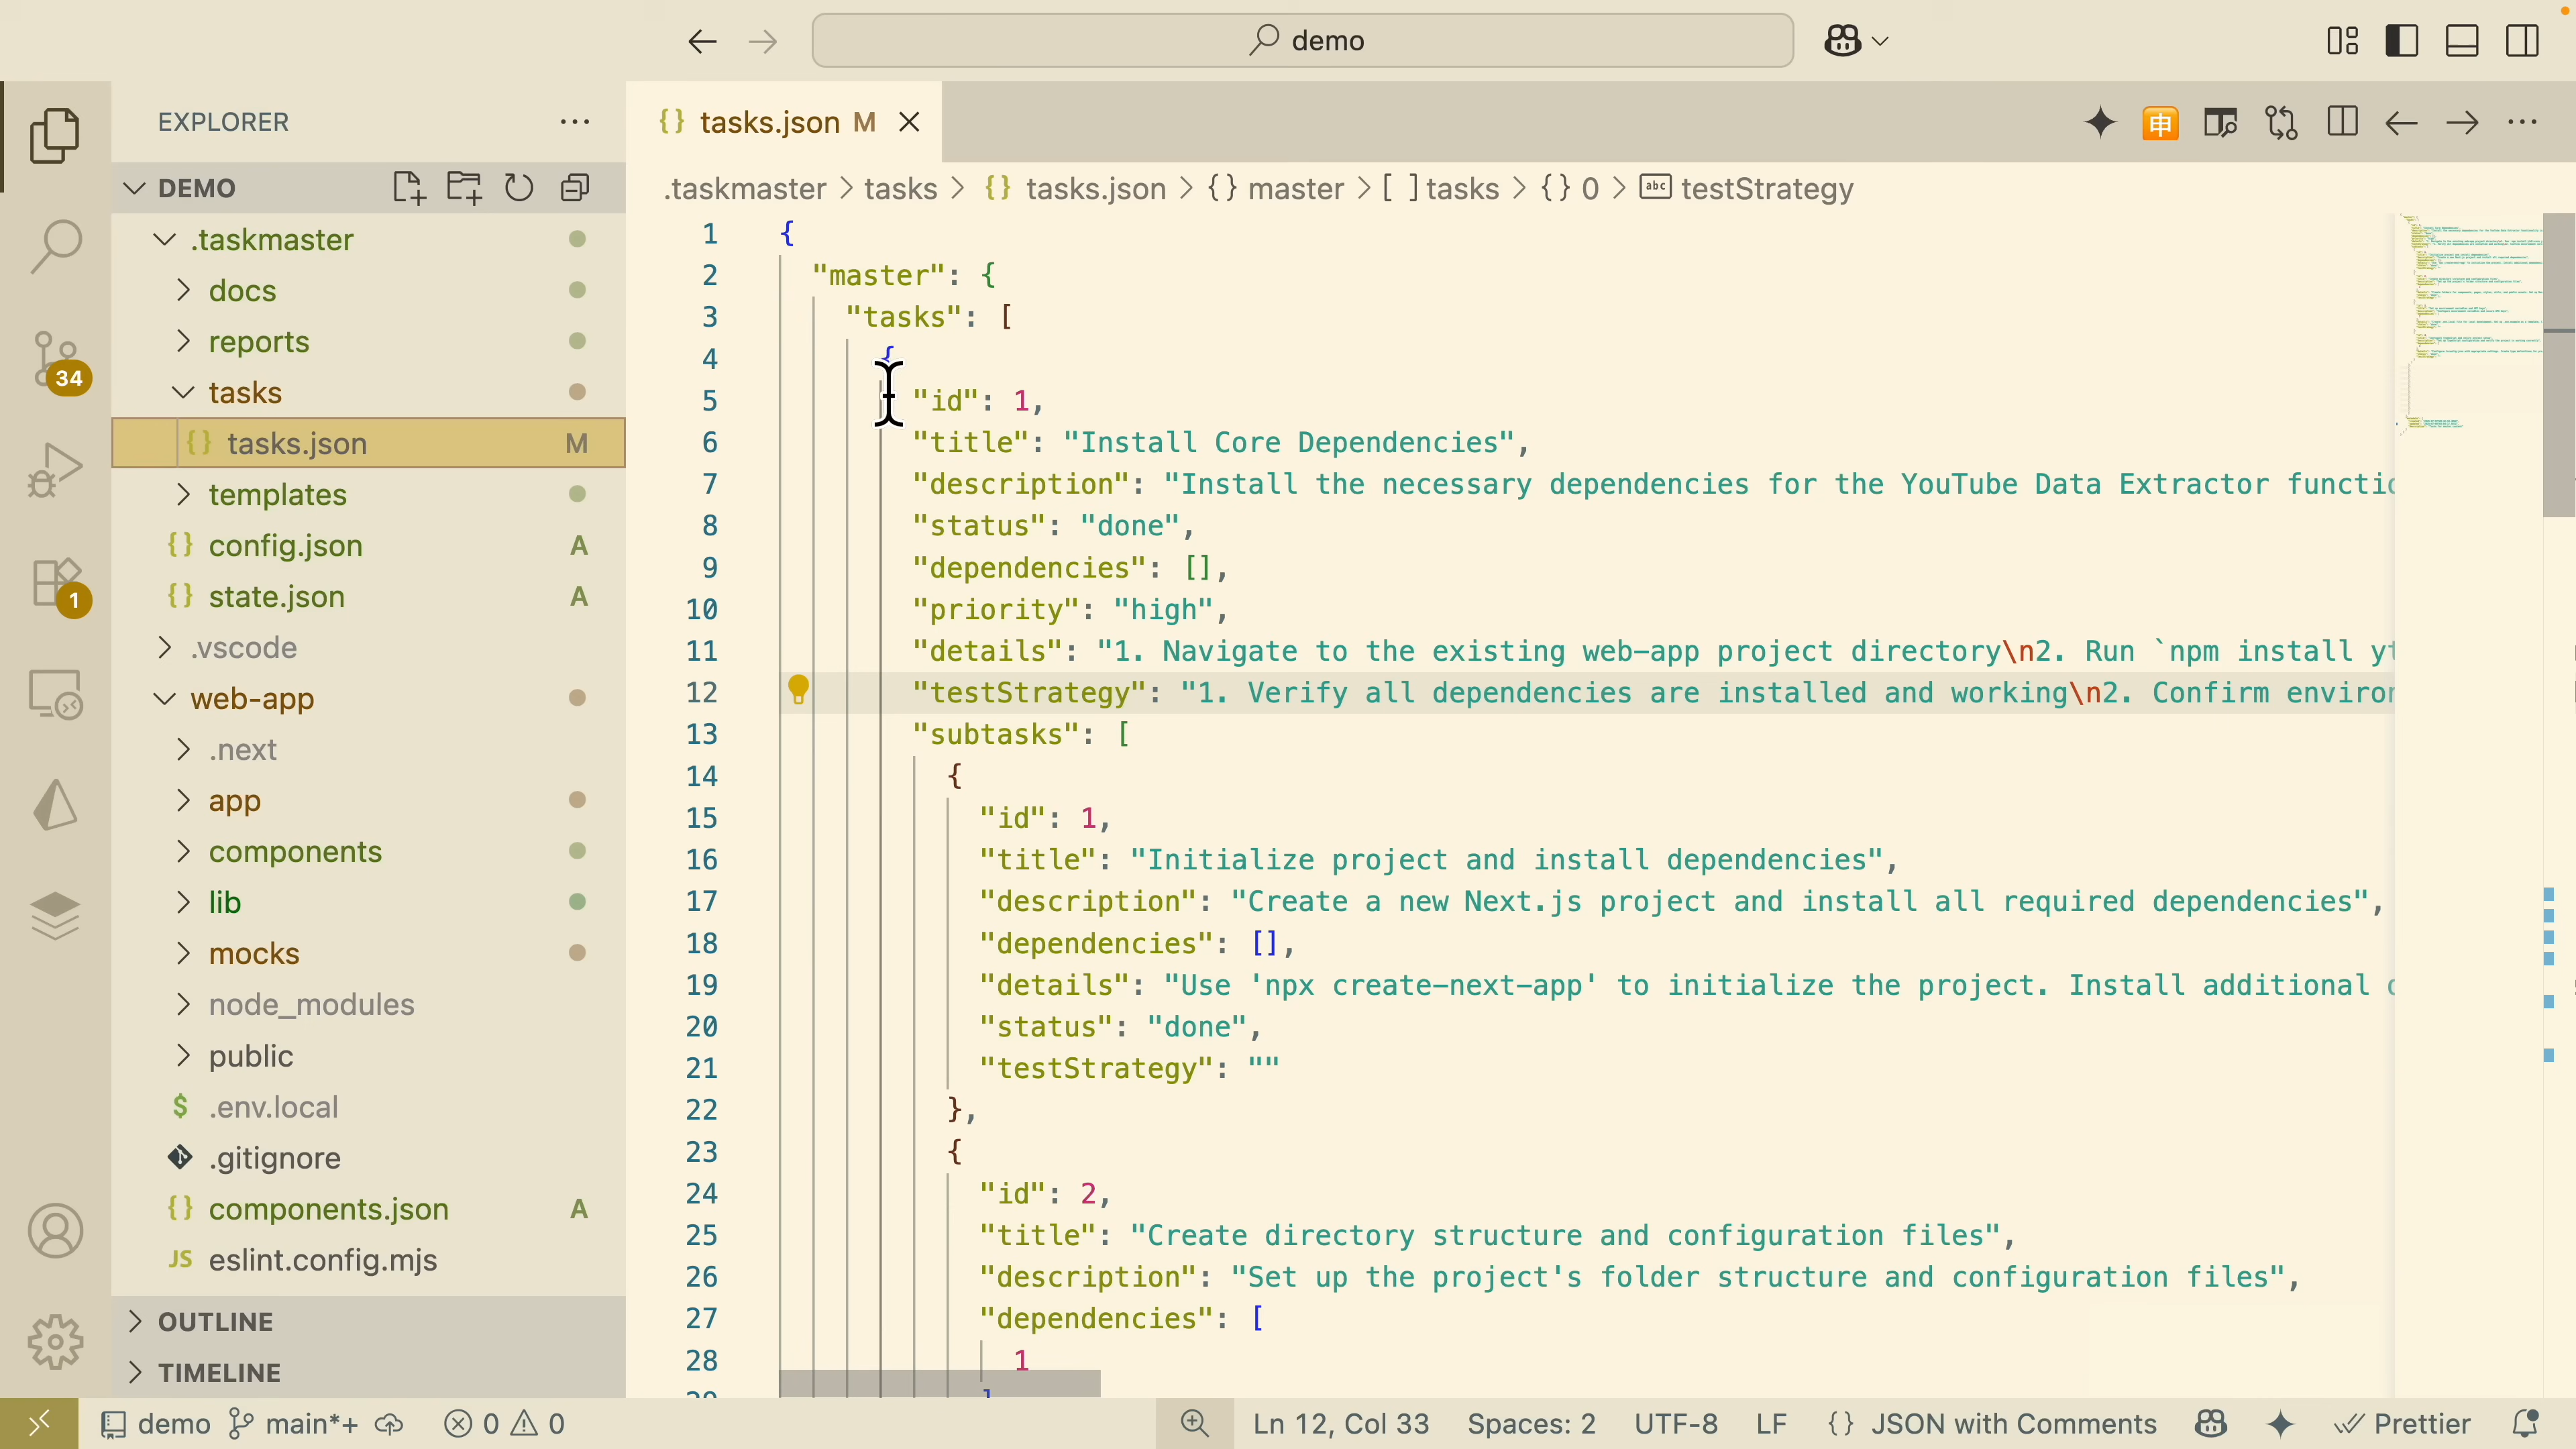 demo
EXPLORER
DEMO
.taskmaster
docs
reports
tasks
{} tasks.json M
templates
{} config.json A
{} state.json A
.vscode
web-app
.next
app
components
lib
mocks
node_modules
public
$ .env.local
.gitignore
{} components.json A
JS eslint.config.mjs
OUTLINE
TIMELINE
34
1
{} tasks.json M
申
.taskmaster > tasks > {} tasks.json > {} master > [ ] tasks > {} 0 > abc testStrategy
1 {
2 "master": {
3 "tasks": [
4 {
5 "id": 1,
6 "title": "Install Core Dependencies",
7 "description": "Install the necessary dependencies for the YouTube Data Extractor functio
8 "status": "done",
9 "dependencies": [],
10 "priority": "high",
11 "details": "1. Navigate to the existing web-app project directory\n2. Run `npm install yt
12 "testStrategy": "1. Verify all dependencies are installed and working\n2. Confirm environ
13 "subtasks": [
14 {
15 "id": 1,
16 "title": "Initialize project and install dependencies",
17 "description": "Create a new Next.js project and install all required dependencies",
18 "dependencies": [],
19 "details": "Use 'npx create-next-app' to initialize the project. Install additional
20 "status": "done",
21 "testStrategy": ""
22 },
23 {
24 "id": 2,
25 "title": "Create directory structure and configuration files",
26 "description": "Set up the project's folder structure and configuration files",
27 "dependencies": [
28 1
demo main*+ 0 0 Ln 12, Col 33 Spaces: 2 UTF-8 LF {} JSON with Comments Prettier